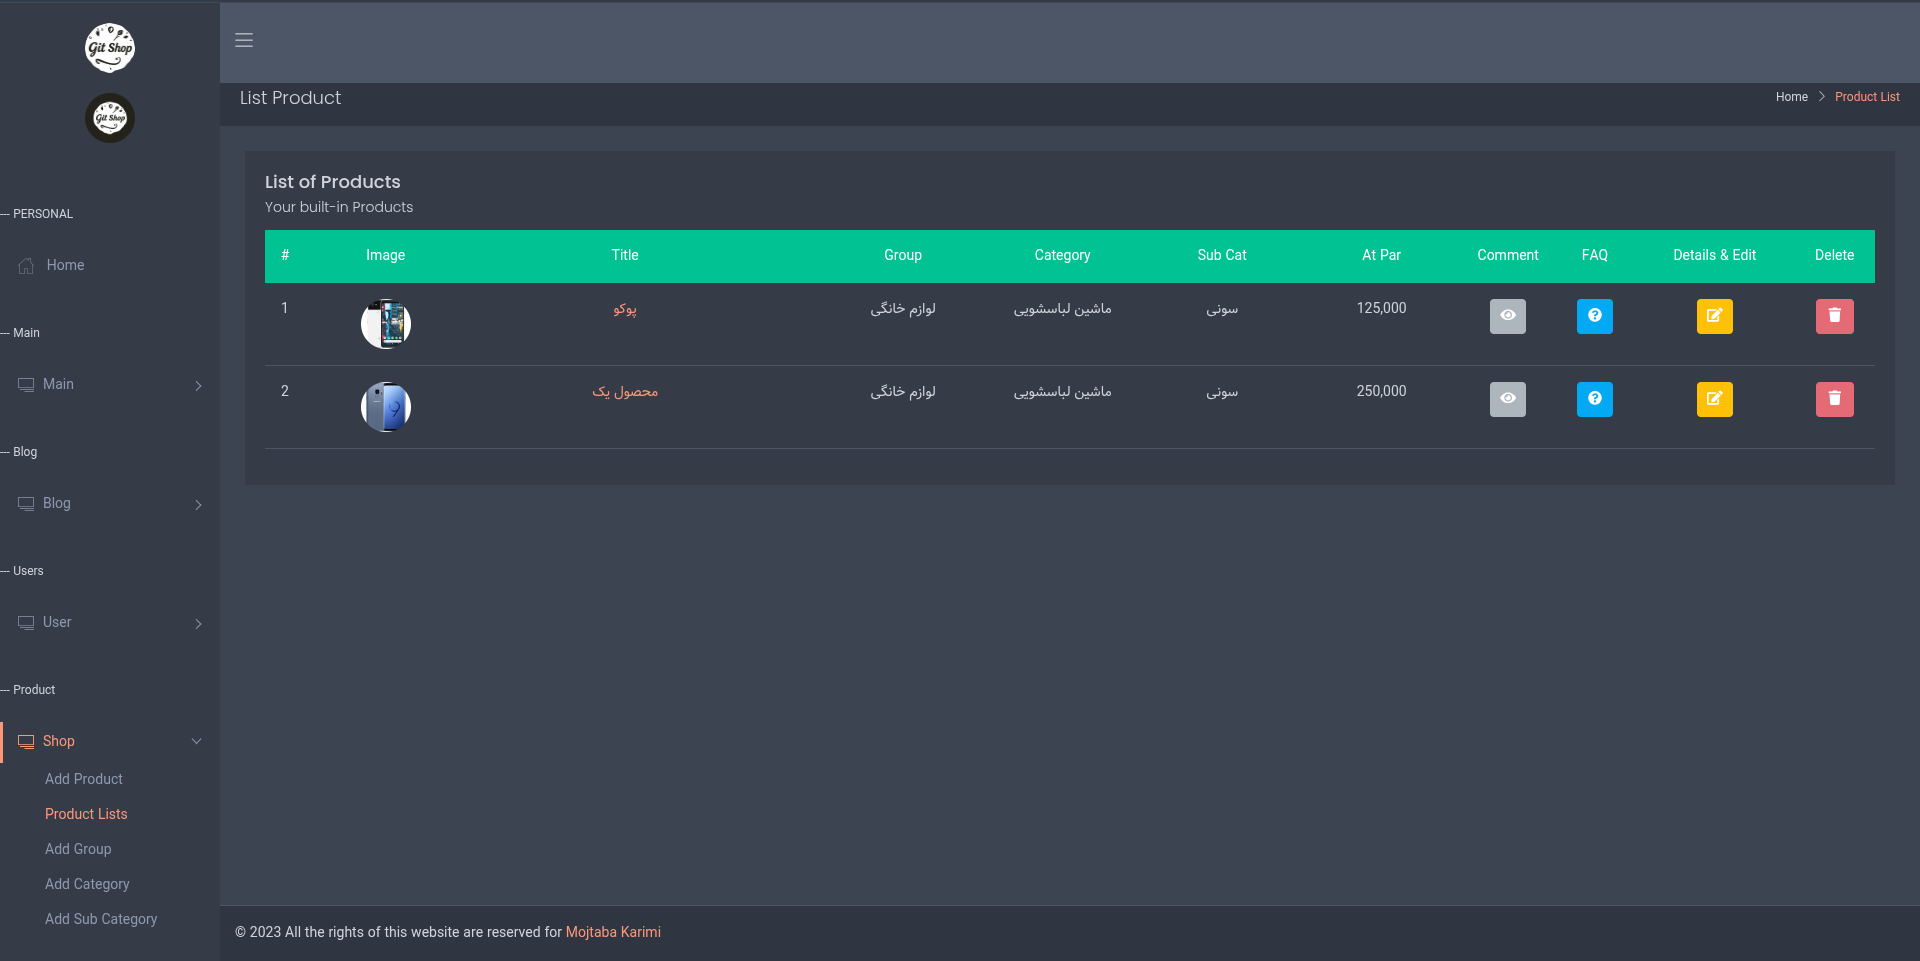 Git Shop
Git Shop
--- PERSONAL
Home
--- Main
Main
--- Blog
Blog
--- Users
User
--- Product
Shop
Add Product
Product Lists
Add Group
Add Category
Add Sub Category
List Product
Home > Product List
List of Products
Your built-in Products
# Image Title Group Category Sub Cat At Par Comment FAQ Details & Edit Delete
1 پوکو لوازم خانگی ماشین لباسشویی سونی 125,000
2 محصول یک لوازم خانگی ماشین لباسشویی سونی 250,000
© 2023 All the rights of this website are reserved for Mojtaba Karimi